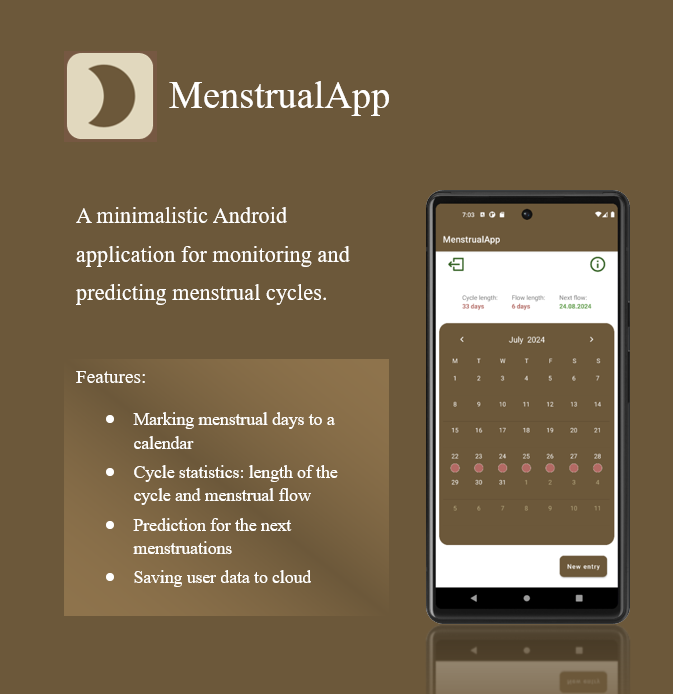 MenstrualApp
A minimalistic Android
application for monitoring and
predicting menstrual cycles.
Features:
Marking menstrual days to a
calendar
Cycle statistics: length of the
cycle and menstrual flow
Prediction for the next
menstruations
Saving user data to cloud
7:03
MenstrualApp
Cycle length: Flow length: Next flow:
33 days 6 days 24.08.2024
July 2024
M T W T F S S
1 2 3 4 5 6 7
8 9 10 11 12 13 14
15 16 17 18 19 20 21
22 23 24 25 26 27 28
29 30 31 1 2 3 4
5 6 7 8 9 10 11
New entry